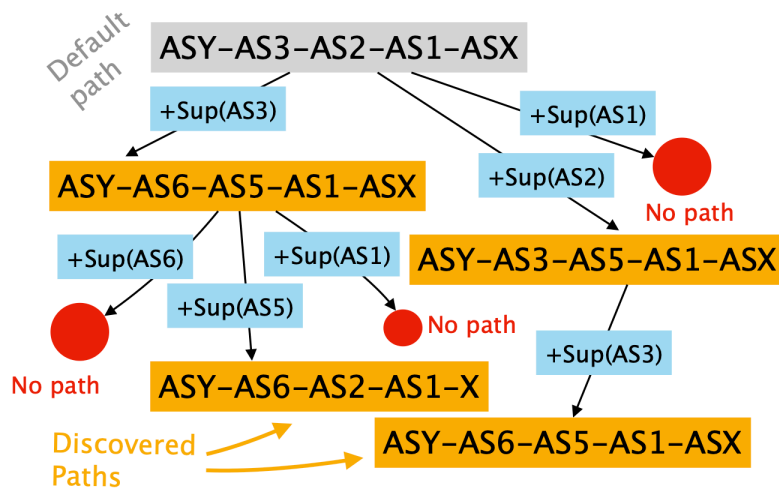 Default
path
ASY-AS3-AS2-AS1-ASX
+Sup(AS3)
+Sup(AS1)
+Sup(AS2)
No path
ASY-AS6-AS5-AS1-ASX
+Sup(AS6)
+Sup(AS1)
ASY-AS3-AS5-AS1-ASX
+Sup(AS5)
No path
+Sup(AS3)
No path
ASY-AS6-AS2-AS1-X
Discovered
Paths
ASY-AS6-AS5-AS1-ASX